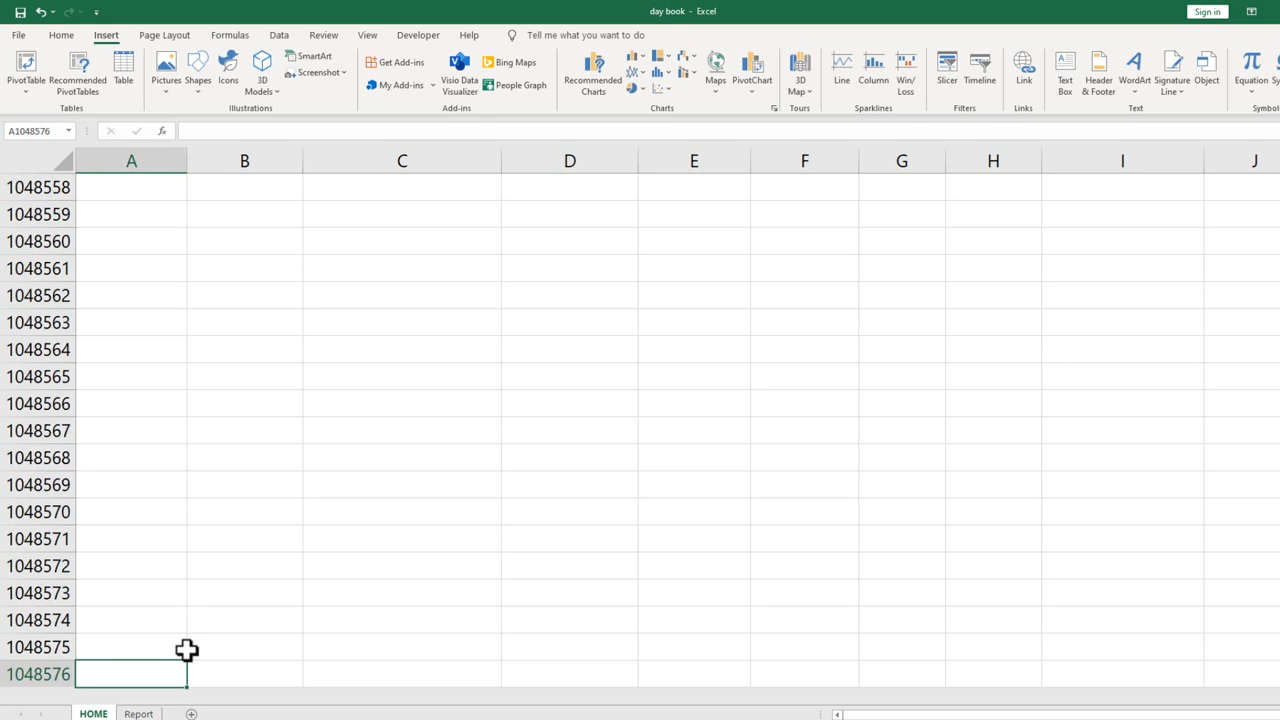 day book - Excel
Sign in
File Home Insert Page Layout Formulas Data Review View Developer Help Tell me what you want to do
PivotTable
Recommended
PivotTables
Table
Tables
Pictures
Shapes
Icons
3D
Models
SmartArt
Screenshot
Illustrations
Get Add-ins
My Add-ins
Visio Data
Visualizer
Bing Maps
People Graph
Add-ins
Recommended
Charts
Maps
PivotChart
Charts
3D
Map
Tours
Line
Column
Win/
Loss
Sparklines
Slicer
Timeline
Filters
Link
Links
Text
Box
Header
& Footer
WordArt
Signature
Line
Object
Text
Equation
A1048576
fx
A B C D E F G H I J
1048558
1048559
1048560
1048561
1048562
1048563
1048564
1048565
1048566
1048567
1048568
1048569
1048570
1048571
1048572
1048573
1048574
1048575
1048576
HOME Report